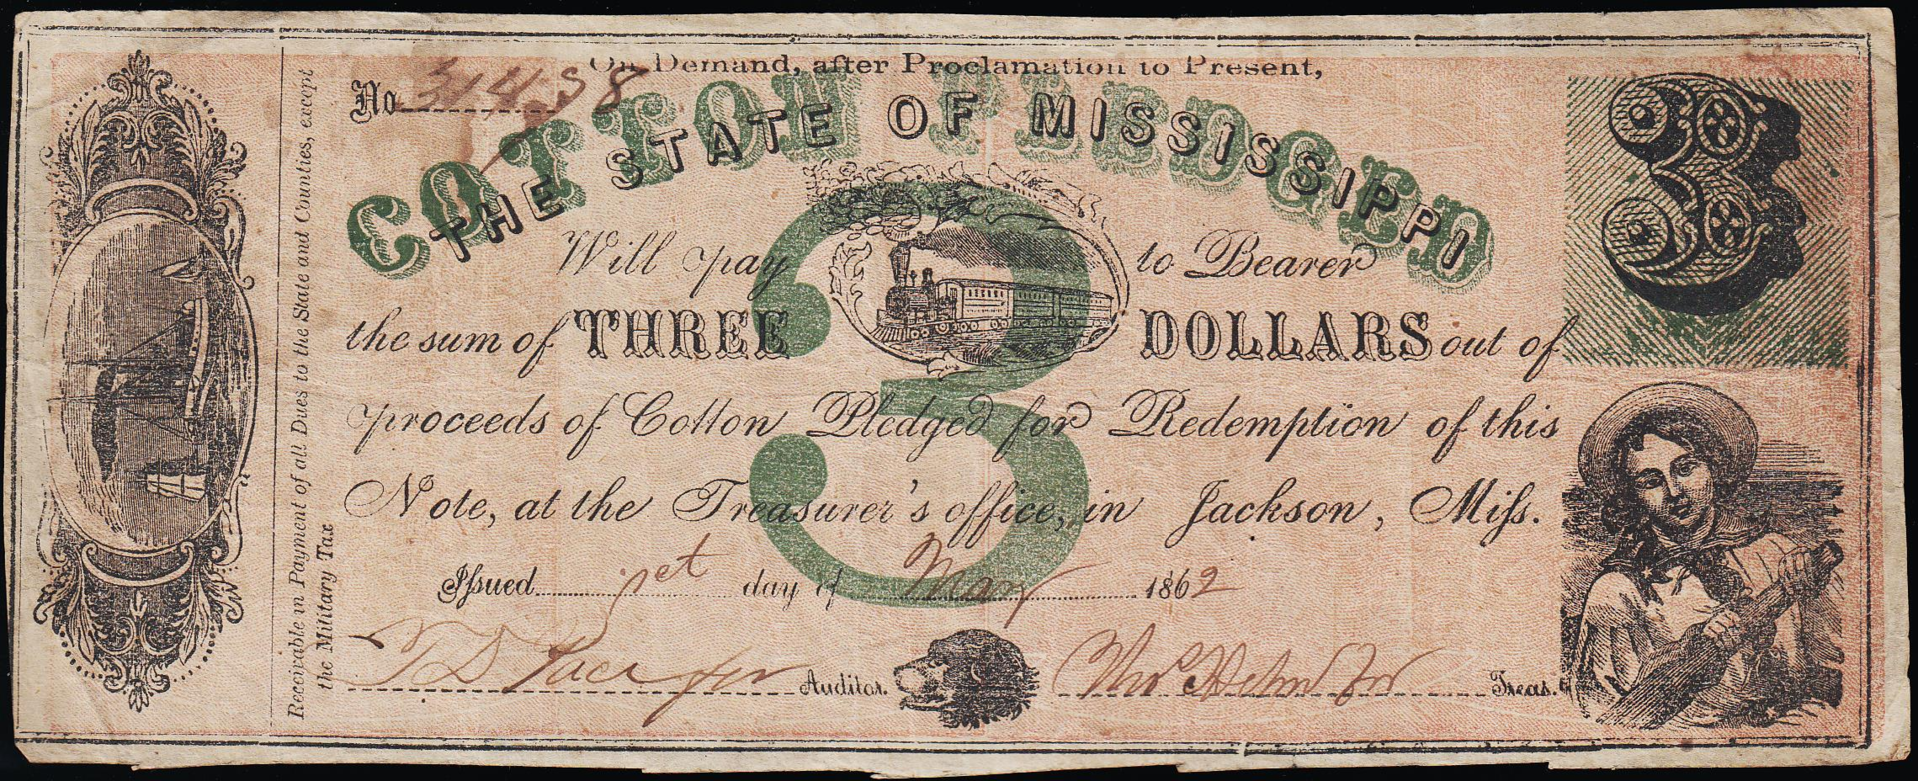 On Demand, after Proclamation to Present,
No 31438
COTTON PLEDGED
THE STATE OF MISSISSIPPI
3
Will pay to Bearer
3
the sum of THREE DOLLARS out of
proceeds of Cotton Pledged for Redemption of this
Note, at the Treasurer's office, in Jackson, Miss.
Issued 1st day of May 1862
Auditor.
Treas.
Receivable in Payment of all Dues to the State and Counties, except
the Military Tax